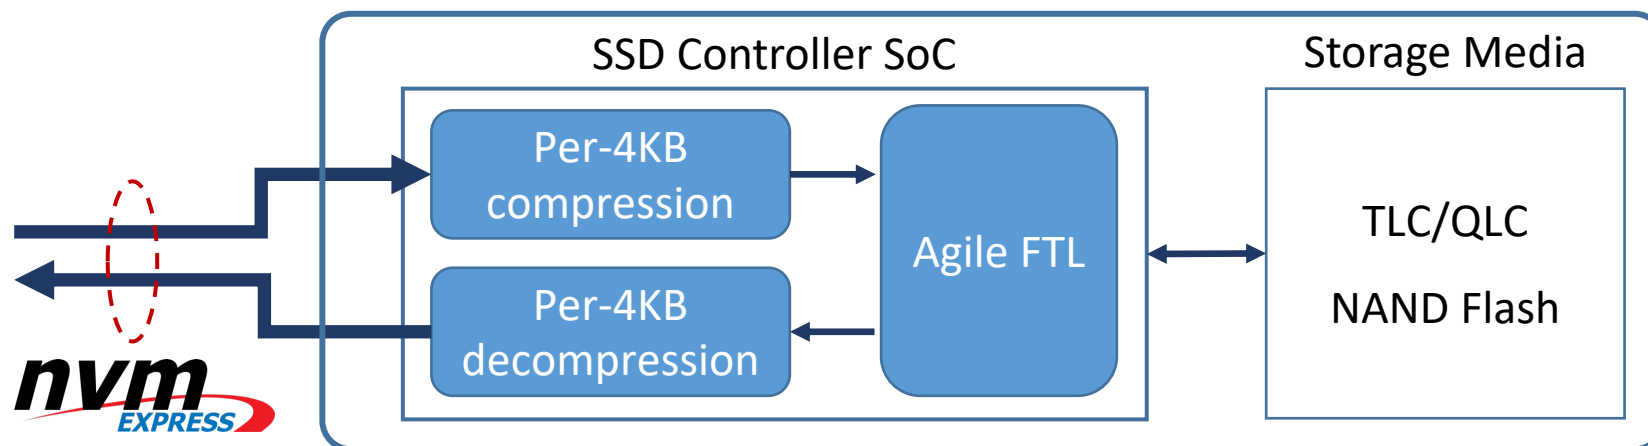 SSD Controller SoC
Storage Media
Per-4KB
compression
Agile FTL
Per-4KB
decompression
TLC/QLC
NAND Flash
nvm
EXPRESS